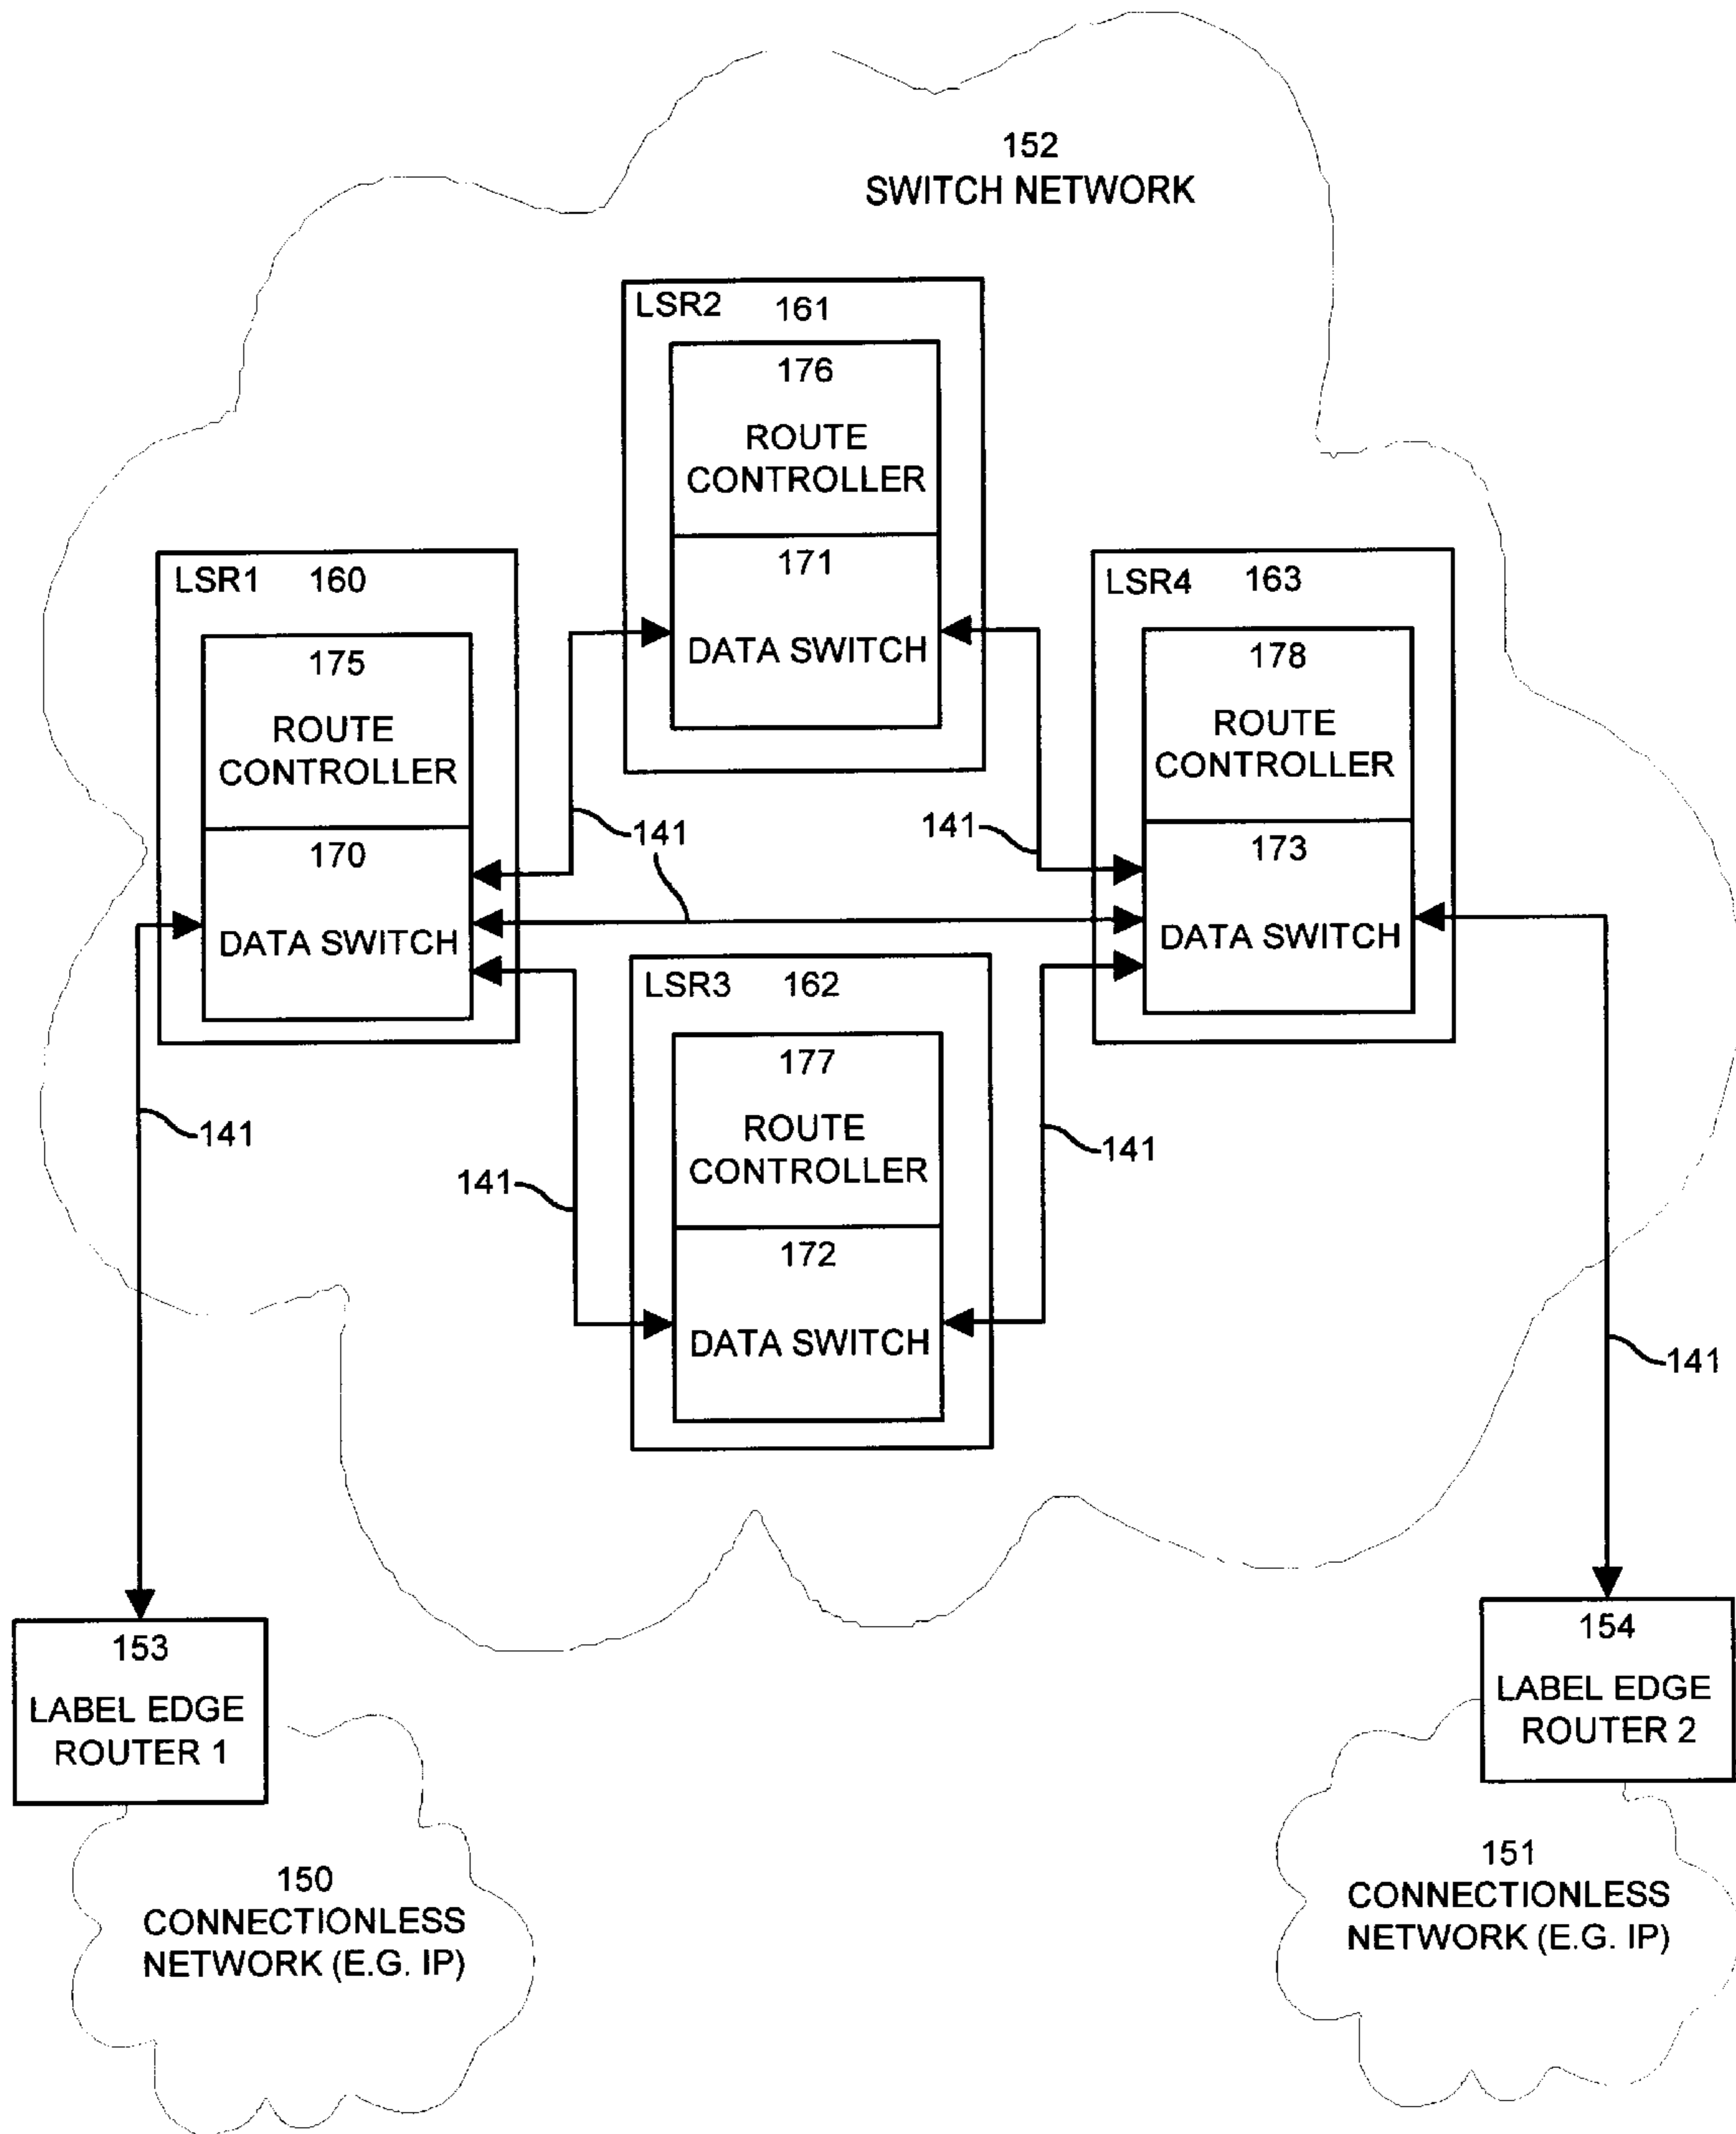 152
SWITCH NETWORK
LSR2 161
176
ROUTE
CONTROLLER
171
DATA SWITCH
LSR1 160
175
ROUTE
CONTROLLER
170
DATA SWITCH
LSR4 163
178
ROUTE
CONTROLLER
173
DATA SWITCH
141
141
LSR3 162
177
ROUTE
CONTROLLER
172
DATA SWITCH
141
141
141
141
153
LABEL EDGE
ROUTER 1
154
LABEL EDGE
ROUTER 2
150
CONNECTIONLESS
NETWORK (E.G. IP)
151
CONNECTIONLESS
NETWORK (E.G. IP)